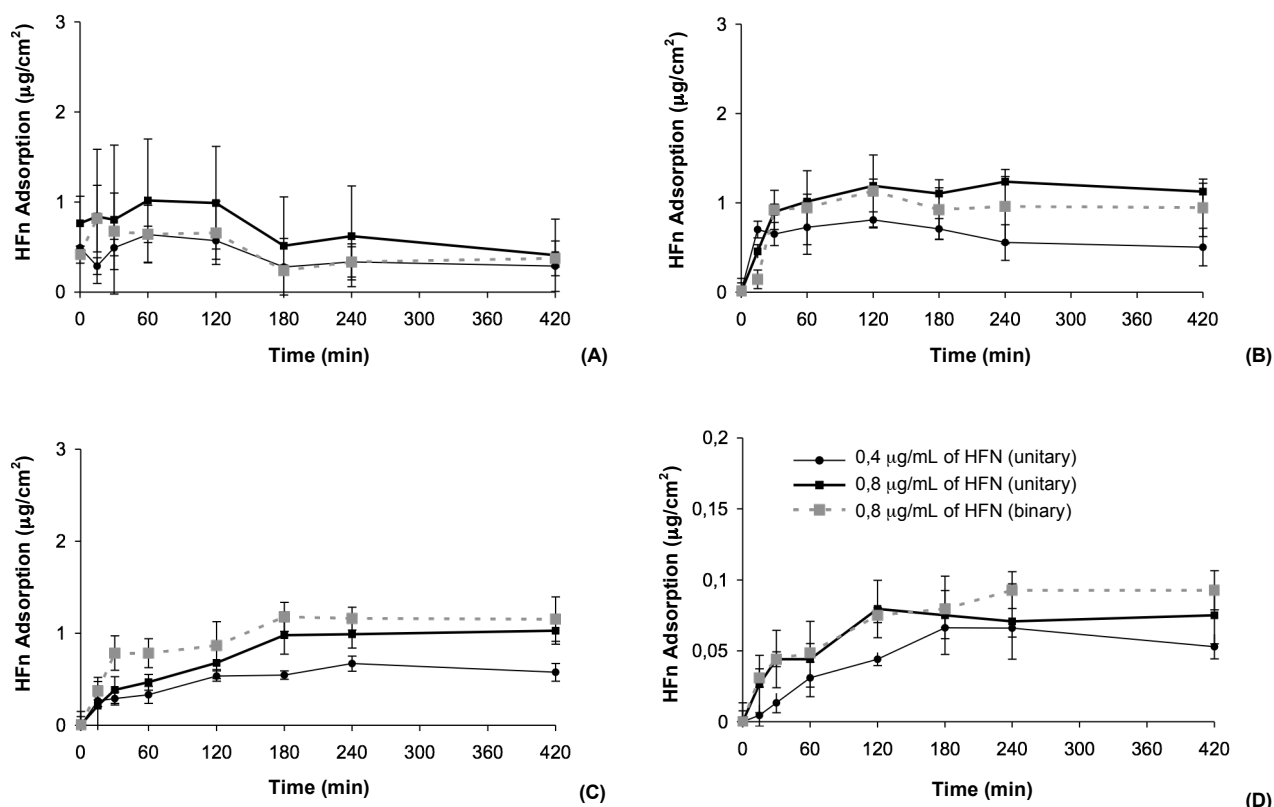 3
2
1
0
HFn Adsorption (µg/cm²)
0 60 120 180 240 300 360 420
Time (min)
(A)
3
2
1
0
HFn Adsorption (µg/cm²)
0 60 120 180 240 300 360 420
Time (min)
(B)
3
2
1
0
HFn Adsorption (µg/cm²)
0 60 120 180 240 300 360 420
Time (min)
(C)
0,2
0,15
0,1
0,05
0
HFn Adsorption (µg/cm²)
0,4 µg/mL of HFN (unitary)
0,8 µg/mL of HFN (unitary)
0,8 µg/mL of HFN (binary)
0 60 120 180 240 300 360 420
Time (min)
(D)